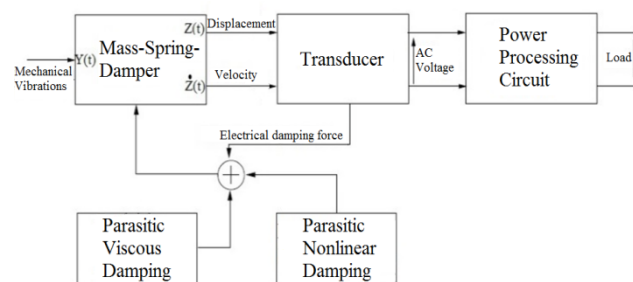 Z(t) Displacement
Mass-Spring-
Damper
Y(t)
Mechanical
Vibrations
Ż(t) Velocity
Transducer
AC
Voltage
Power
Processing
Circuit
Load
Electrical damping force
+
Parasitic
Viscous
Damping
Parasitic
Nonlinear
Damping